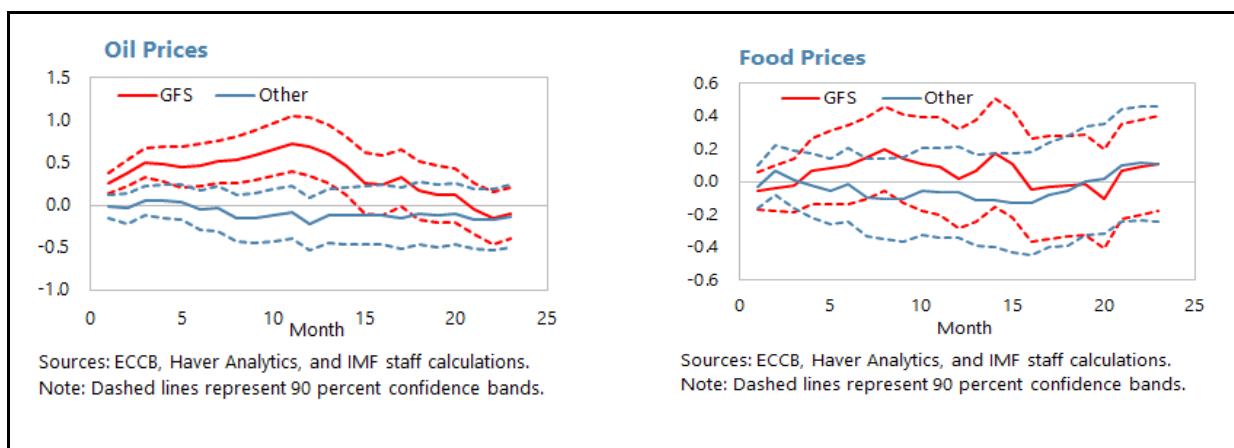 Oil Prices
1.5
GFS Other
1.0
0.5
0.0
-0.5
-1.0
0 5 10 15 20 25
Month
Sources: ECCB, Haver Analytics, and IMF staff calculations.
Note: Dashed lines represent 90 percent confidence bands.
Food Prices
0.6
GFS Other
0.4
0.2
0.0
-0.2
-0.4
-0.6
0 5 10 15 20 25
Month
Sources: ECCB, Haver Analytics, and IMF staff calculations.
Note: Dashed lines represent 90 percent confidence bands.